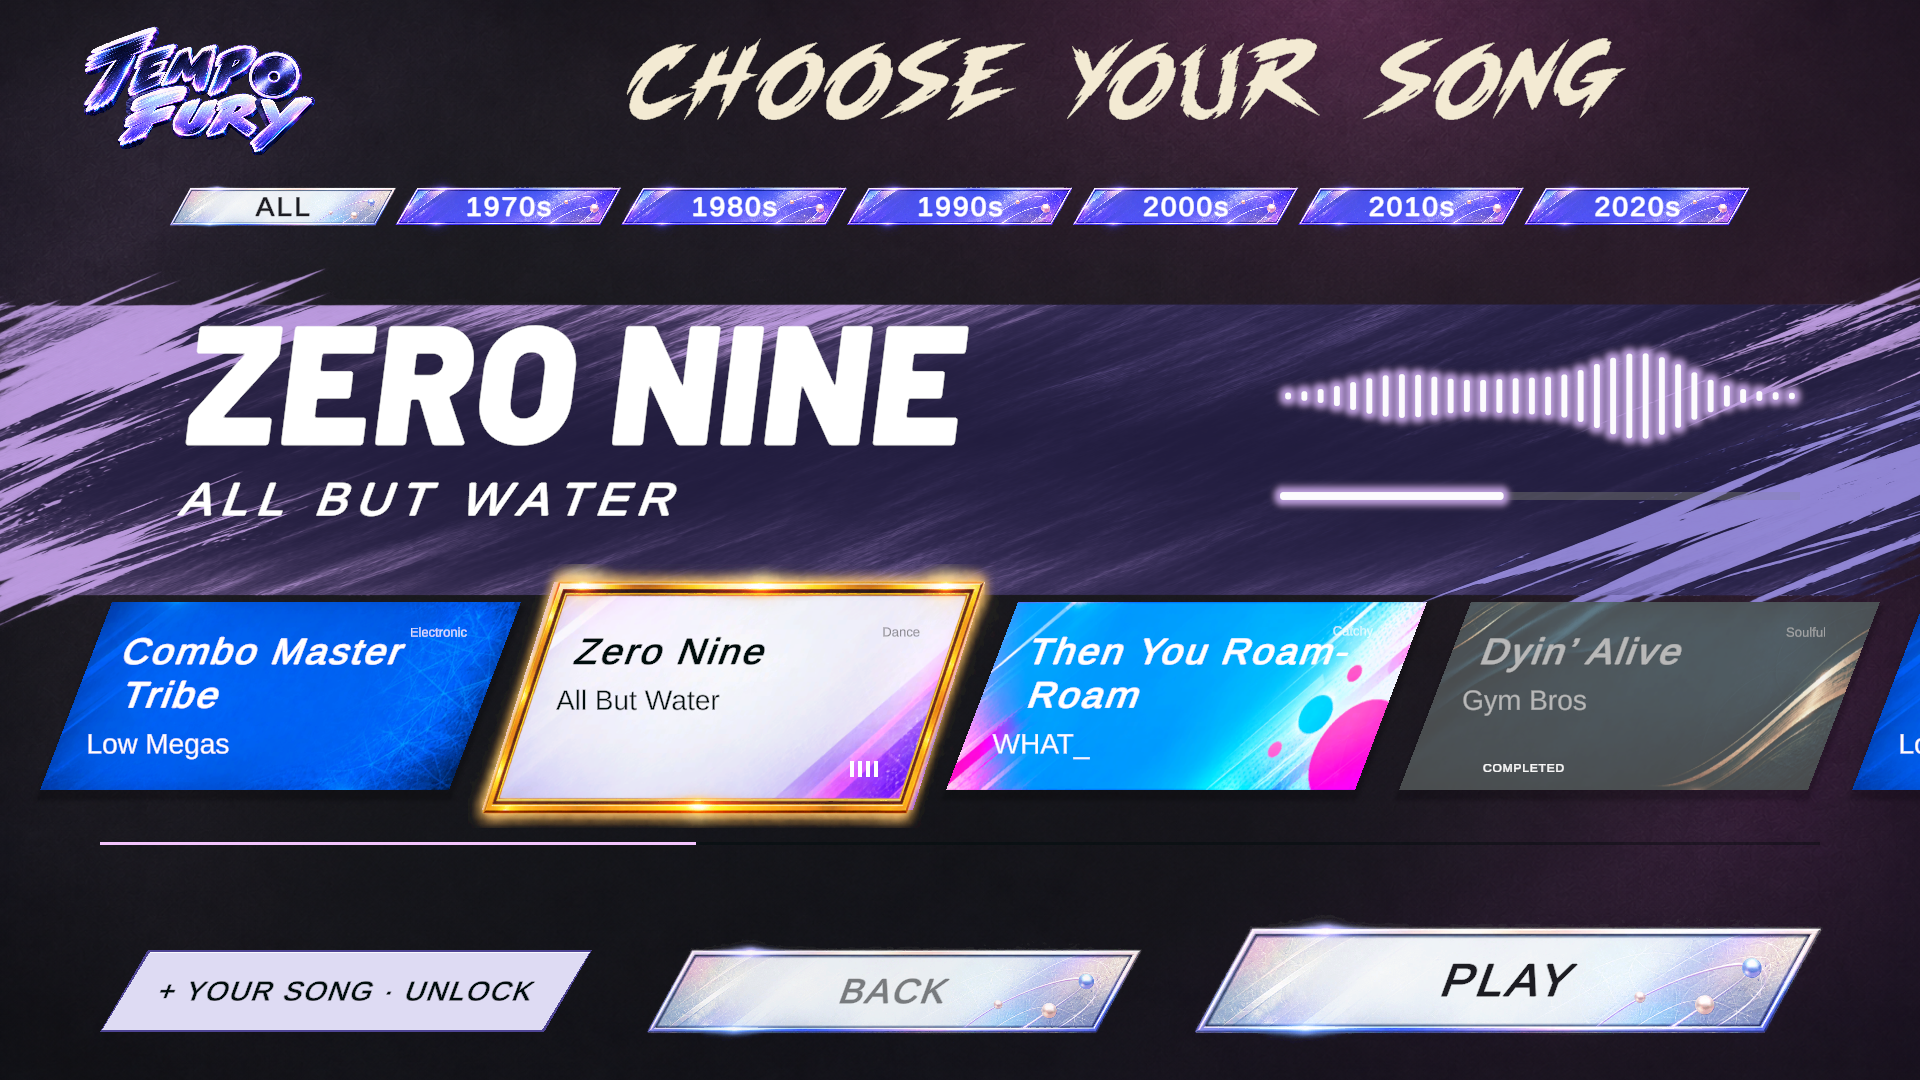 TEMPO
FURY
CHOOSE YOUR SONG
ALL
1970s
1980s
1990s
2000s
2010s
2020s
ZERO NINE
ALL BUT WATER
Combo Master
Tribe
Electronic
Low Megas
Zero Nine
Dance
All But Water
Then You Roam-
Roam
Catchy
WHAT_
Dyin’ Alive
Soulful
Gym Bros
COMPLETED
Lo
+ YOUR SONG · UNLOCK
BACK
PLAY